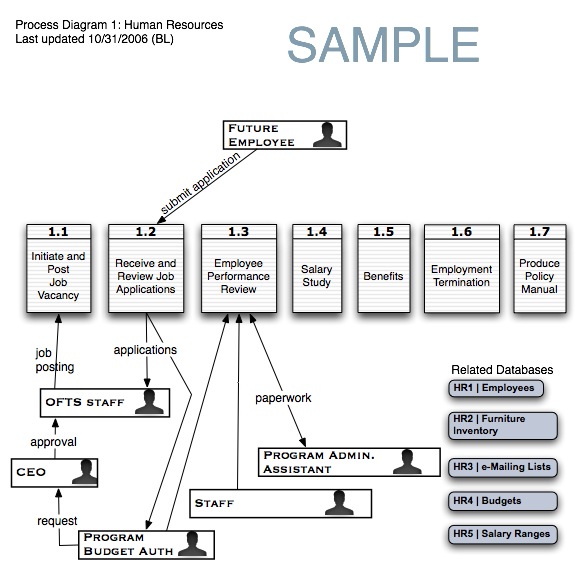 Process Diagram 1: Human Resources
Last updated 10/31/2006 (BL)
SAMPLE
FUTURE
EMPLOYEE
submit application
1.1
Initiate and
Post
Job
Vacancy
1.2
Receive and
Review Job
Applications
1.3
Employee
Performance
Review
1.4
Salary
Study
1.5
Benefits
1.6
Employment
Termination
1.7
Produce
Policy
Manual
job
posting
applications
paperwork
OFTS STAFF
approval
CEO
request
PROGRAM
BUDGET AUTH
STAFF
PROGRAM ADMIN.
ASSISTANT
Related Databases
HR1 | Employees
HR2 | Furniture
Inventory
HR3 | e-Mailing Lists
HR4 | Budgets
HR5 | Salary Ranges